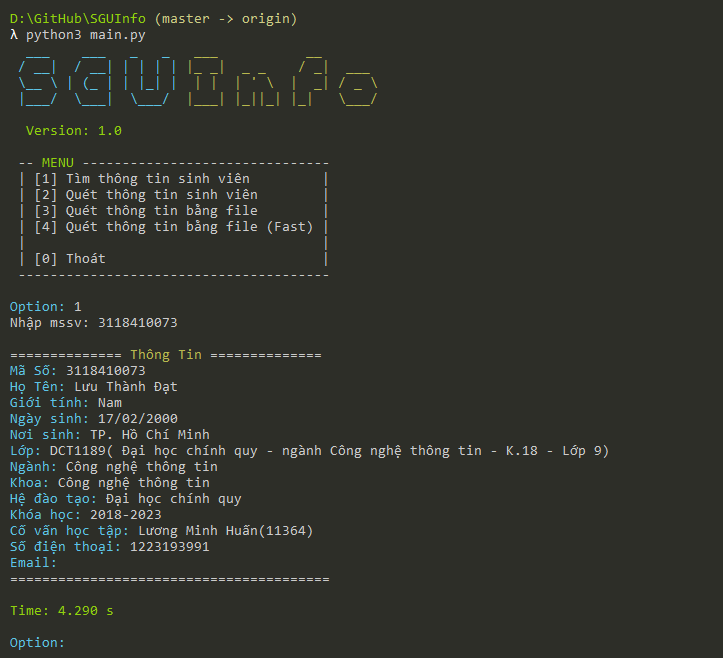 D:\GitHub\SGUInfo (master -> origin)
λ python3 main.py
SGUInfo
Version: 1.0
-- MENU -------------------------------
| [1] Tìm thông tin sinh viên |
| [2] Quét thông tin sinh viên |
| [3] Quét thông tin bằng file |
| [4] Quét thông tin bằng file (Fast) |
| |
| [0] Thoát |
---------------------------------------
Option: 1
Nhập mssv: 3118410073
============== Thông Tin ==============
Mã Số: 3118410073
Họ Tên: Lưu Thành Đạt
Giới tính: Nam
Ngày sinh: 17/02/2000
Nơi sinh: TP. Hồ Chí Minh
Lớp: DCT1189( Đại học chính quy - ngành Công nghệ thông tin - K.18 - Lớp 9)
Ngành: Công nghệ thông tin
Khoa: Công nghệ thông tin
Hệ đào tạo: Đại học chính quy
Khóa học: 2018-2023
Cố vấn học tập: Lương Minh Huấn(11364)
Số điện thoại: 1223193991
Email:
========================================
Time: 4.290 s
Option: